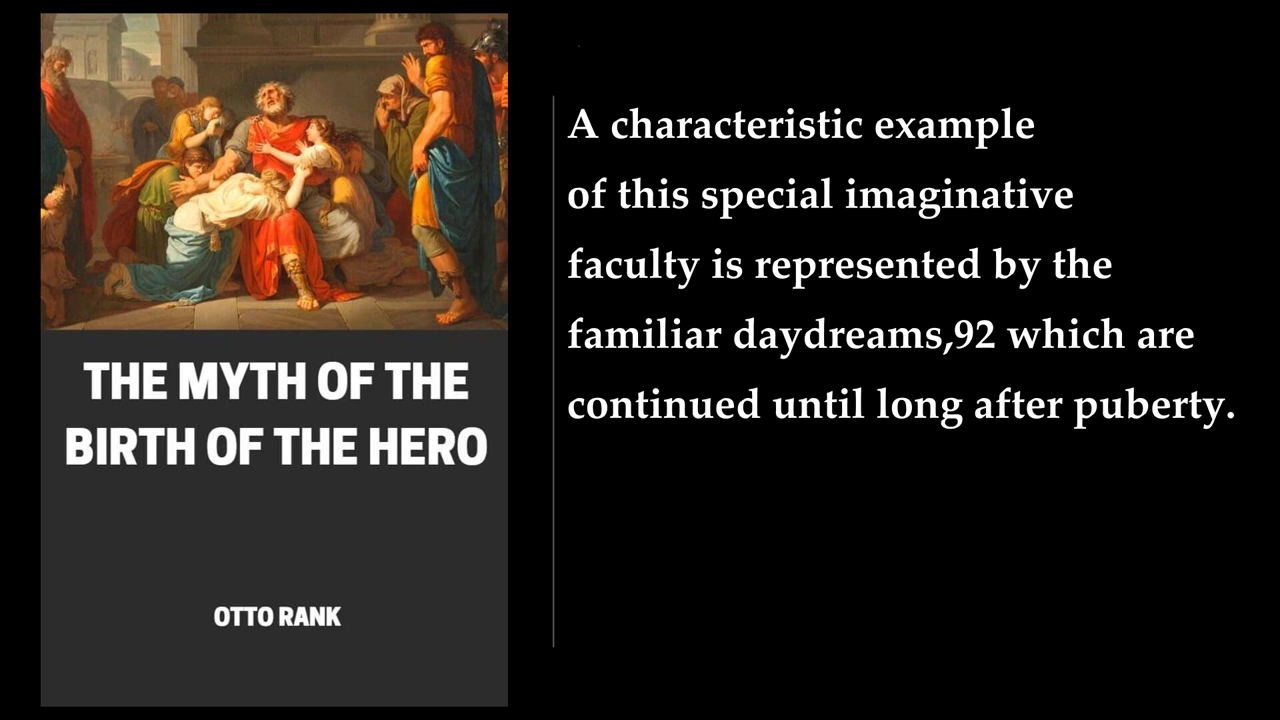 THE MYTH OF THE
BIRTH OF THE HERO
OTTO RANK
A characteristic example
of this special imaginative
faculty is represented by the
familiar daydreams,92 which are
continued until long after puberty.